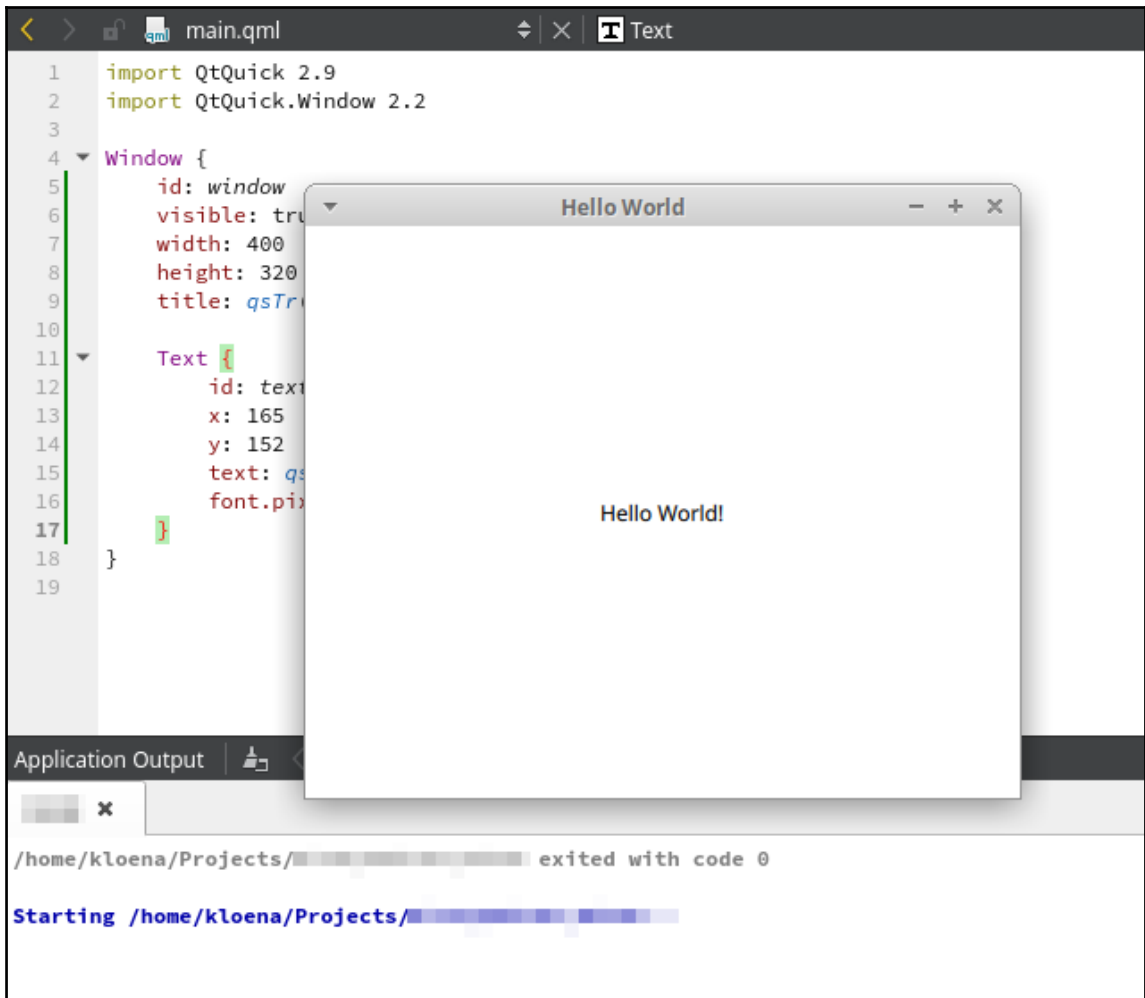 main.qml Text
1 import QtQuick 2.9
2 import QtQuick.Window 2.2
3
4 Window {
5 id: window
6 visible:
7 width: 400
8 height: 320
9 title:
10
11 Text {
12 id:
13 x: 165
14 y: 152
15 text:
16
17 }
18 }
19
Hello World
Hello World!
Application Output
/home/kloena/Projects/ exited with code 0
Starting /home/kloena/Projects/